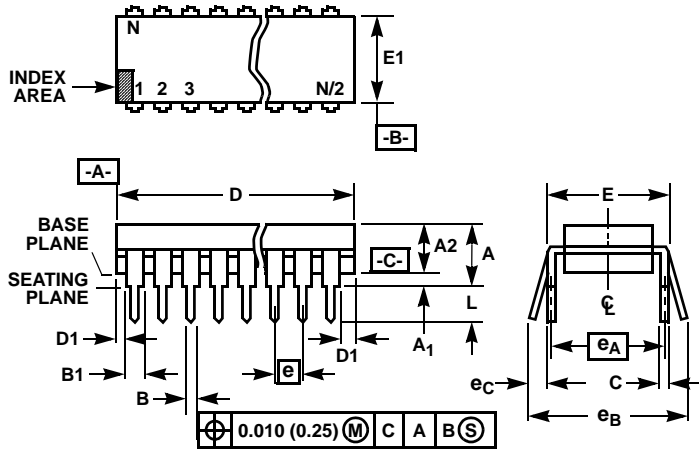 N
E1
INDEX
AREA
1 2 3 N/2
-B-
-A-
D
E
BASE
PLANE
A2
A
-C-
SEATING
PLANE
L
℄
D1
A1
D1
eA
B1
e
eC
C
B
eB
0.010 (0.25) Ⓜ C A B Ⓢ